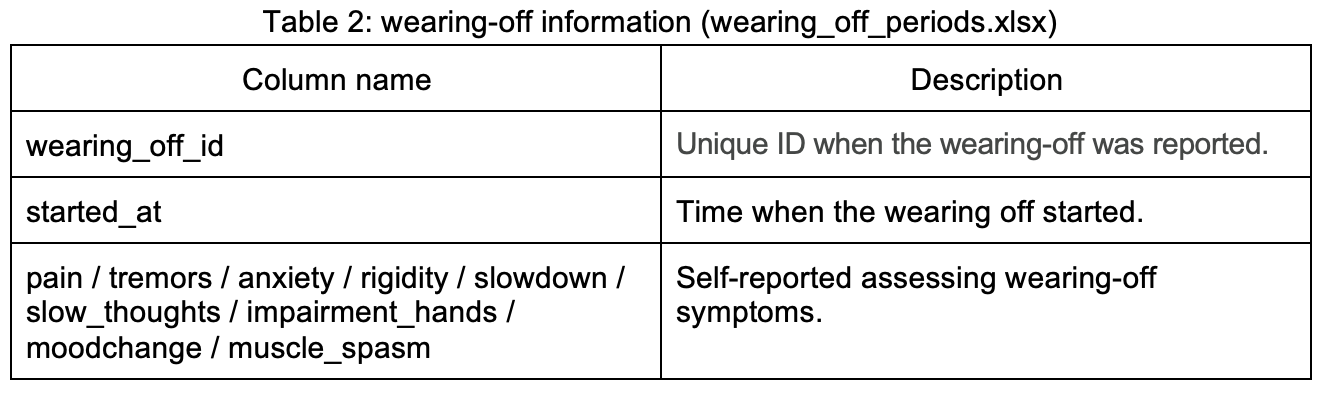 Table 2: wearing-off information (wearing_off_periods.xlsx)
Column name
Description
wearing_off_id
Unique ID when the wearing-off was reported.
started_at
Time when the wearing off started.
pain / tremors / anxiety / rigidity / slowdown /
slow_thoughts / impairment_hands /
moodchange / muscle_spasm
Self-reported assessing wearing-off
symptoms.